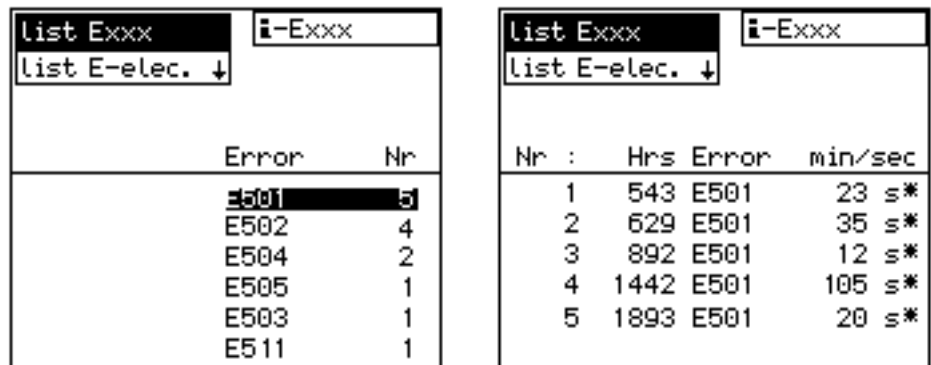 list Exxx
i-Exxx
list E-elec. ↓
Error Nr
E501 5
E502 4
E504 2
E505 1
E503 1
E511 1
list Exxx
i-Exxx
list E-elec. ↓
Nr : Hrs Error min/sec
1 543 E501 23 s*
2 629 E501 35 s*
3 892 E501 12 s*
4 1442 E501 105 s*
5 1893 E501 20 s*